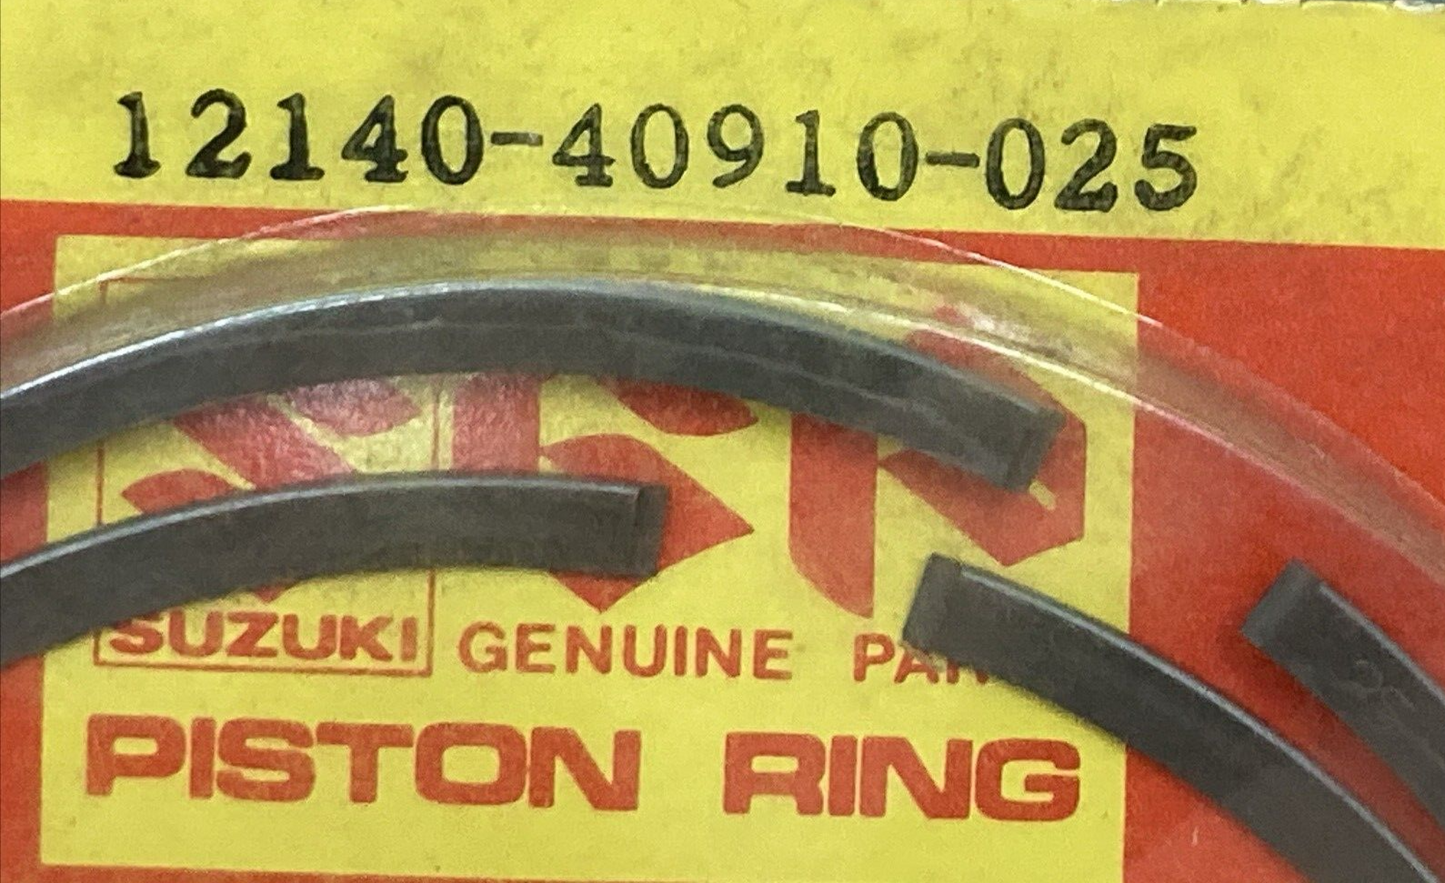 12140-40910-025
SUZUKI GENUINE
PISTON RING